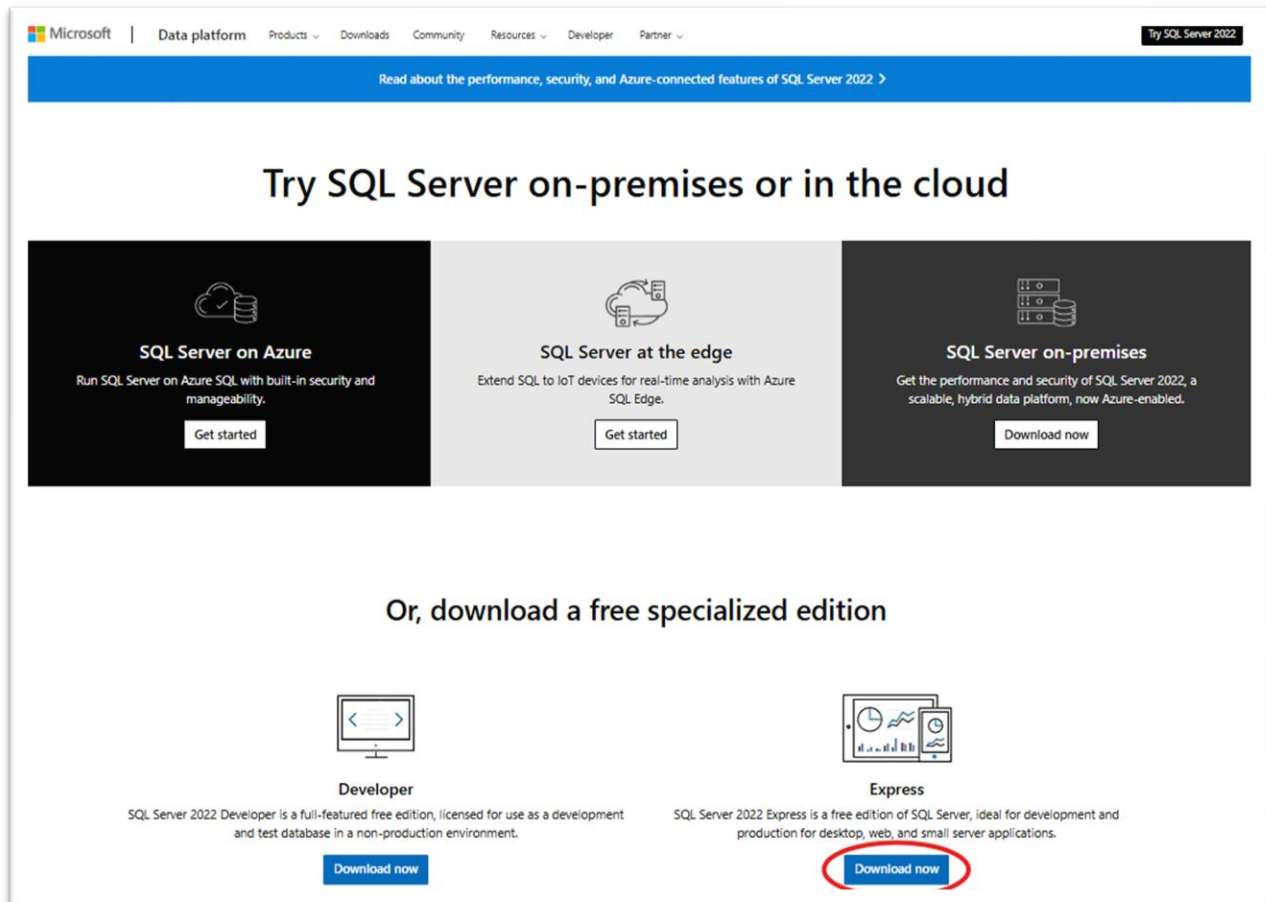 Microsoft Data platform Products Downloads Community Resources Developer Partner Try SQL Server 2022
Read about the performance, security, and Azure-connected features of SQL Server 2022 >
Try SQL Server on-premises or in the cloud
SQL Server on Azure
Run SQL Server on Azure SQL with built-in security and
manageability.
Get started
SQL Server at the edge
Extend SQL to IoT devices for real-time analysis with Azure
SQL Edge.
Get started
SQL Server on-premises
Get the performance and security of SQL Server 2022, a
scalable, hybrid data platform, now Azure-enabled.
Download now
Or, download a free specialized edition
Developer
SQL Server 2022 Developer is a full-featured free edition, licensed for use as a development
and test database in a non-production environment.
Download now
Express
SQL Server 2022 Express is a free edition of SQL Server, ideal for development and
production for desktop, web, and small server applications.
Download now